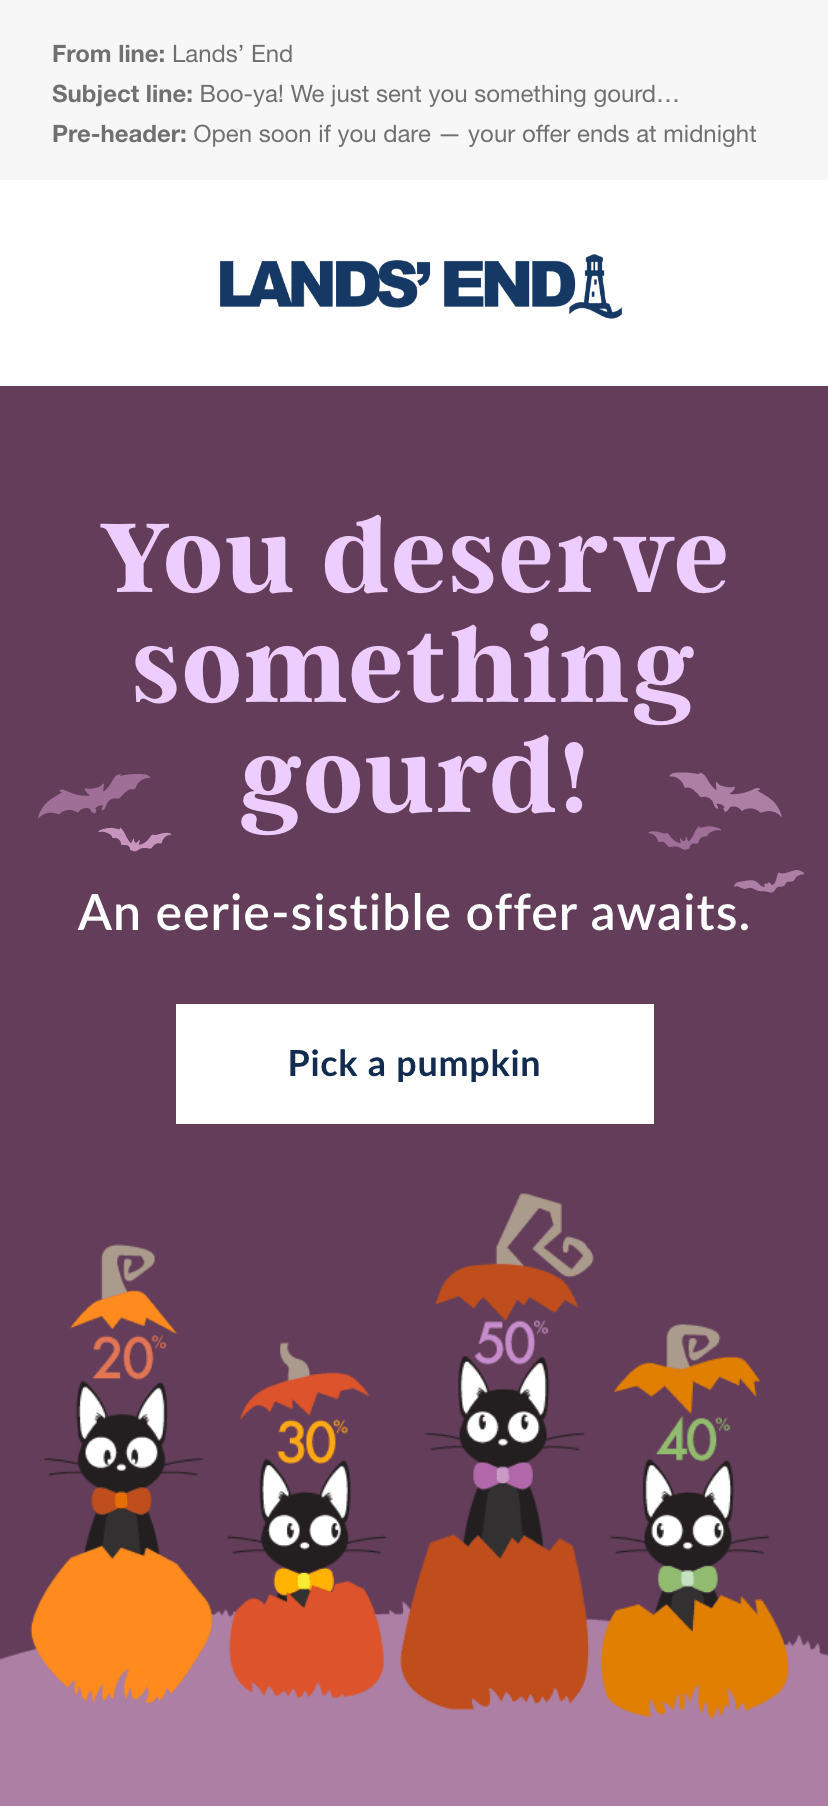 From line: Lands’ End
Subject line: Boo-ya! We just sent you something gourd…
Pre-header: Open soon if you dare — your offer ends at midnight
LANDS’ END
You deserve
something
gourd!
An eerie-sistible offer awaits.
Pick a pumpkin
20%
30%
50%
40%